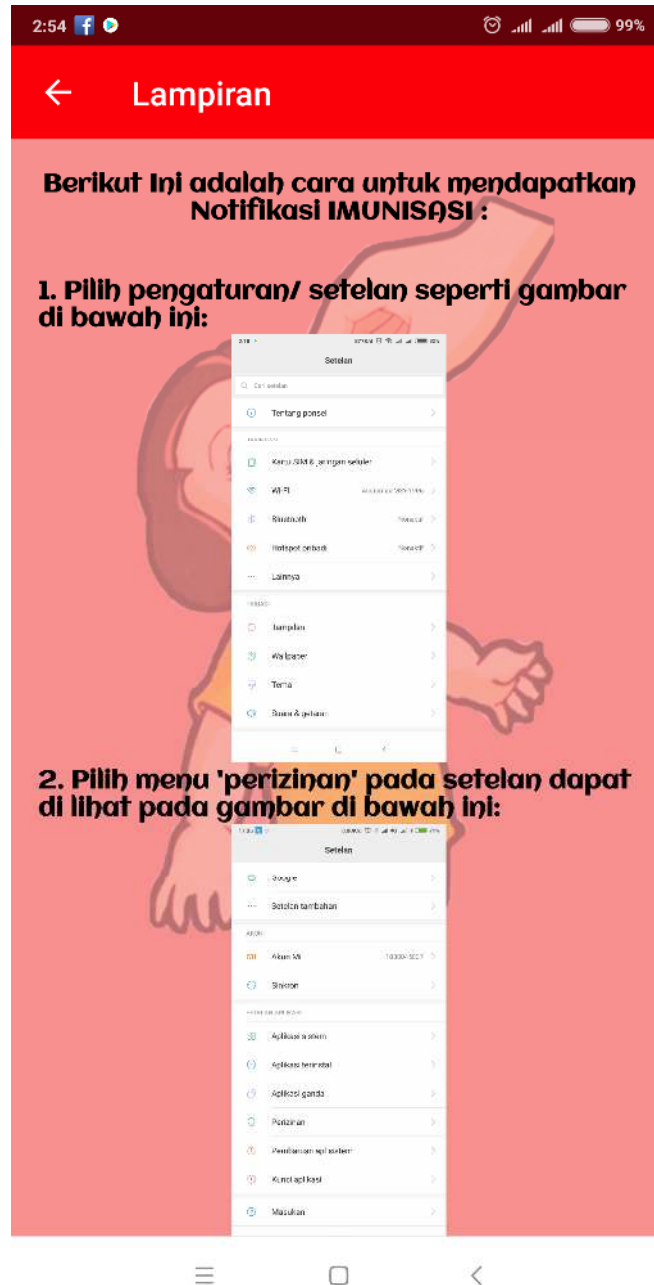 2:54
99%
Lampiran
Berikut Ini adalah cara untuk mendapatkan
Notifikasi IMUNISASI :
1. Pilih pengaturan/ setelan seperti gambar
di bawah ini:
Setelan
Cari setelan
Tentang ponsel
Kartu SIM & jaringan seluler
Wi-Fi
Bluetooth
Hotspot pribadi
Lainnya
Tampilan
Wallpaper
Tema
Suara & getaran
2. Pilih menu 'perizinan' pada setelan dapat
di lihat pada gambar di bawah ini:
Setelan
Google
Setelan tambahan
AKUN
Akun Mi
Sinkron
Aplikasi sistem
Aplikasi terinstal
Aplikasi ganda
Perizinan
Pembaruan apl sistem
Kunci aplikasi
Masukan